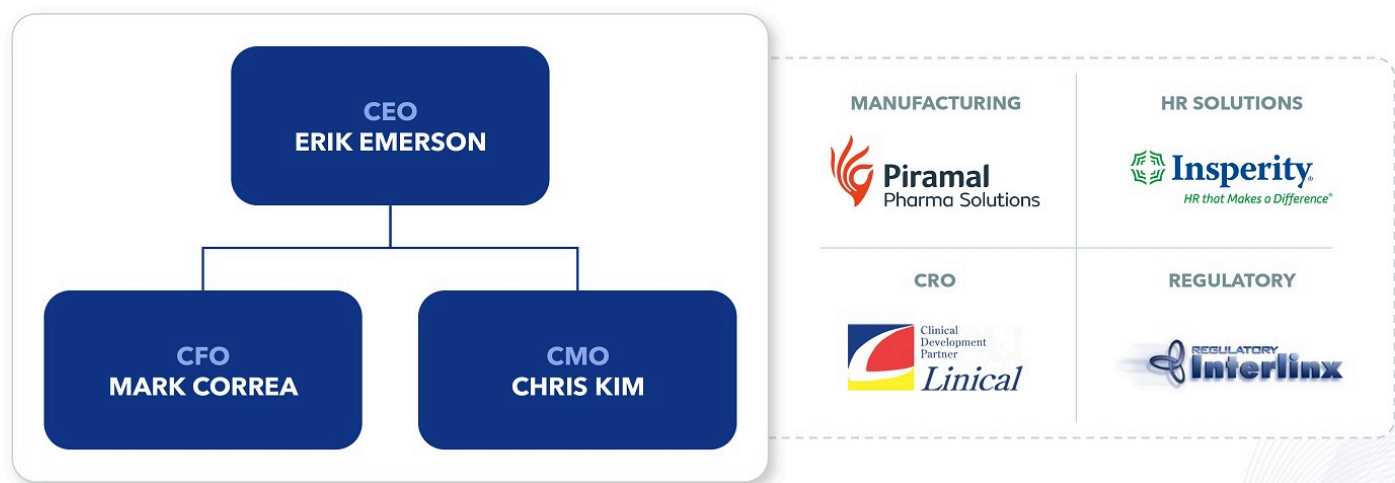 CEO
ERIK EMERSON
CFO
MARK CORREA
CMO
CHRIS KIM
MANUFACTURING
Piramal
Pharma Solutions
HR SOLUTIONS
Insperity®
HR that Makes a Difference®
CRO
Clinical
Development
Partner
Linical
REGULATORY
REGULATORY
Interlinx